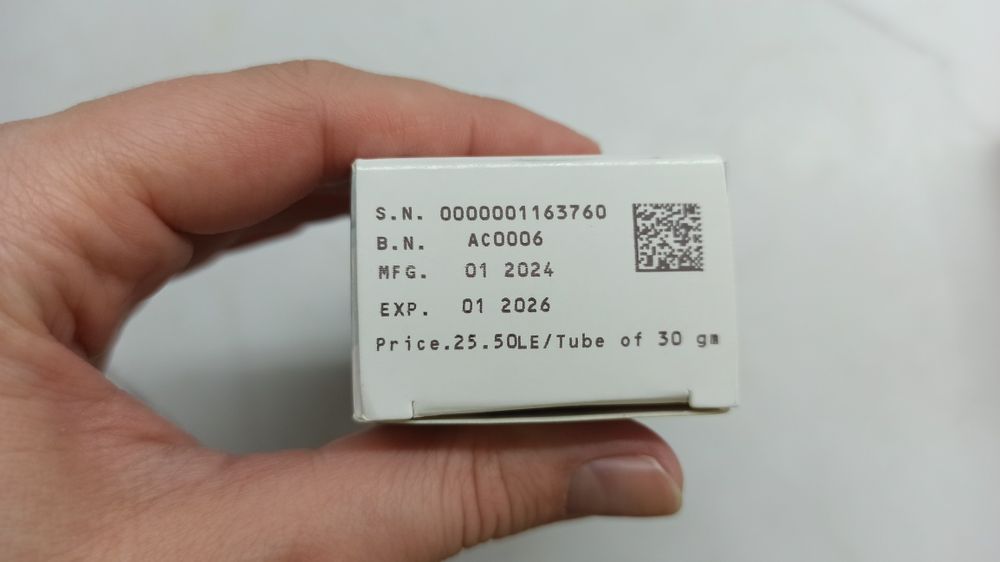 S.N. 0000001163760
B.N. AC0006
MFG. 01 2024
EXP. 01 2026
Price.25.50LE/Tube of 30 gm